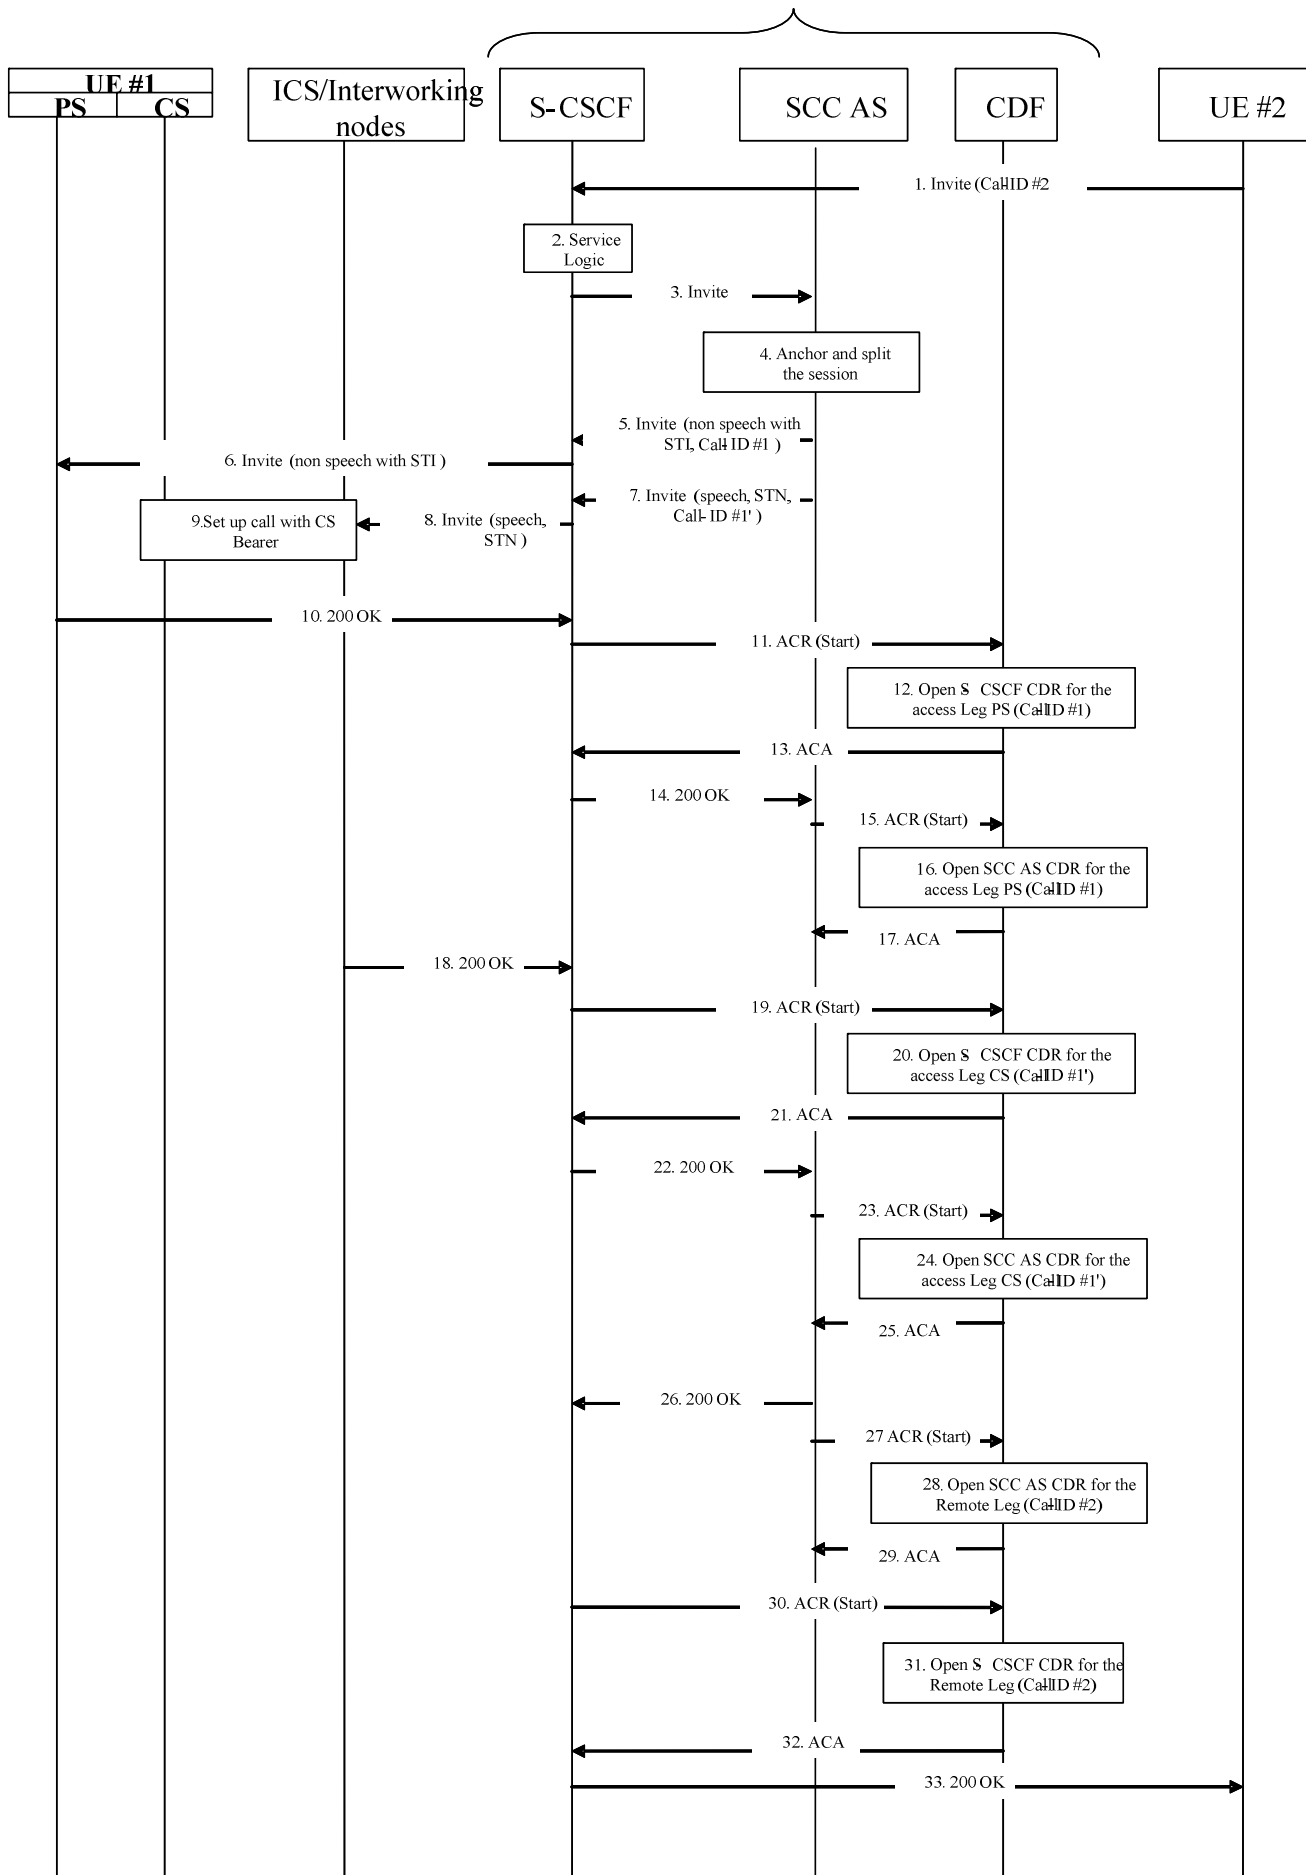 UE #1
PS
CS
ICS/Interworking
nodes
S-CSCF
SCC AS
CDF
UE #2
1. Invite (Call-ID #2
2. Service
Logic
3. Invite
4. Anchor and split
the session
5. Invite (non speech with
STI, Call-ID #1 )
6. Invite (non speech with STI )
7. Invite (speech, STN,
Call-ID #1' )
8. Invite (speech,
STN )
9.Set up call with CS
Bearer
10. 200 OK
11. ACR (Start)
12. Open S-CSCF CDR for the
access Leg PS (Call-ID #1)
13. ACA
14. 200 OK
15. ACR (Start)
16. Open SCC AS CDR for the
access Leg PS (Call-ID #1)
17. ACA
18. 200 OK
19. ACR (Start)
20. Open S-CSCF CDR for the
access Leg CS (Call-ID #1')
21. ACA
22. 200 OK
23. ACR (Start)
24. Open SCC AS CDR for the
access Leg CS (Call-ID #1')
25. ACA
26. 200 OK
27 ACR (Start)
28. Open SCC AS CDR for the
Remote Leg (Call-ID #2)
29. ACA
30. ACR (Start)
31. Open S-CSCF CDR for the
Remote Leg (Call-ID #2)
32. ACA
33. 200 OK